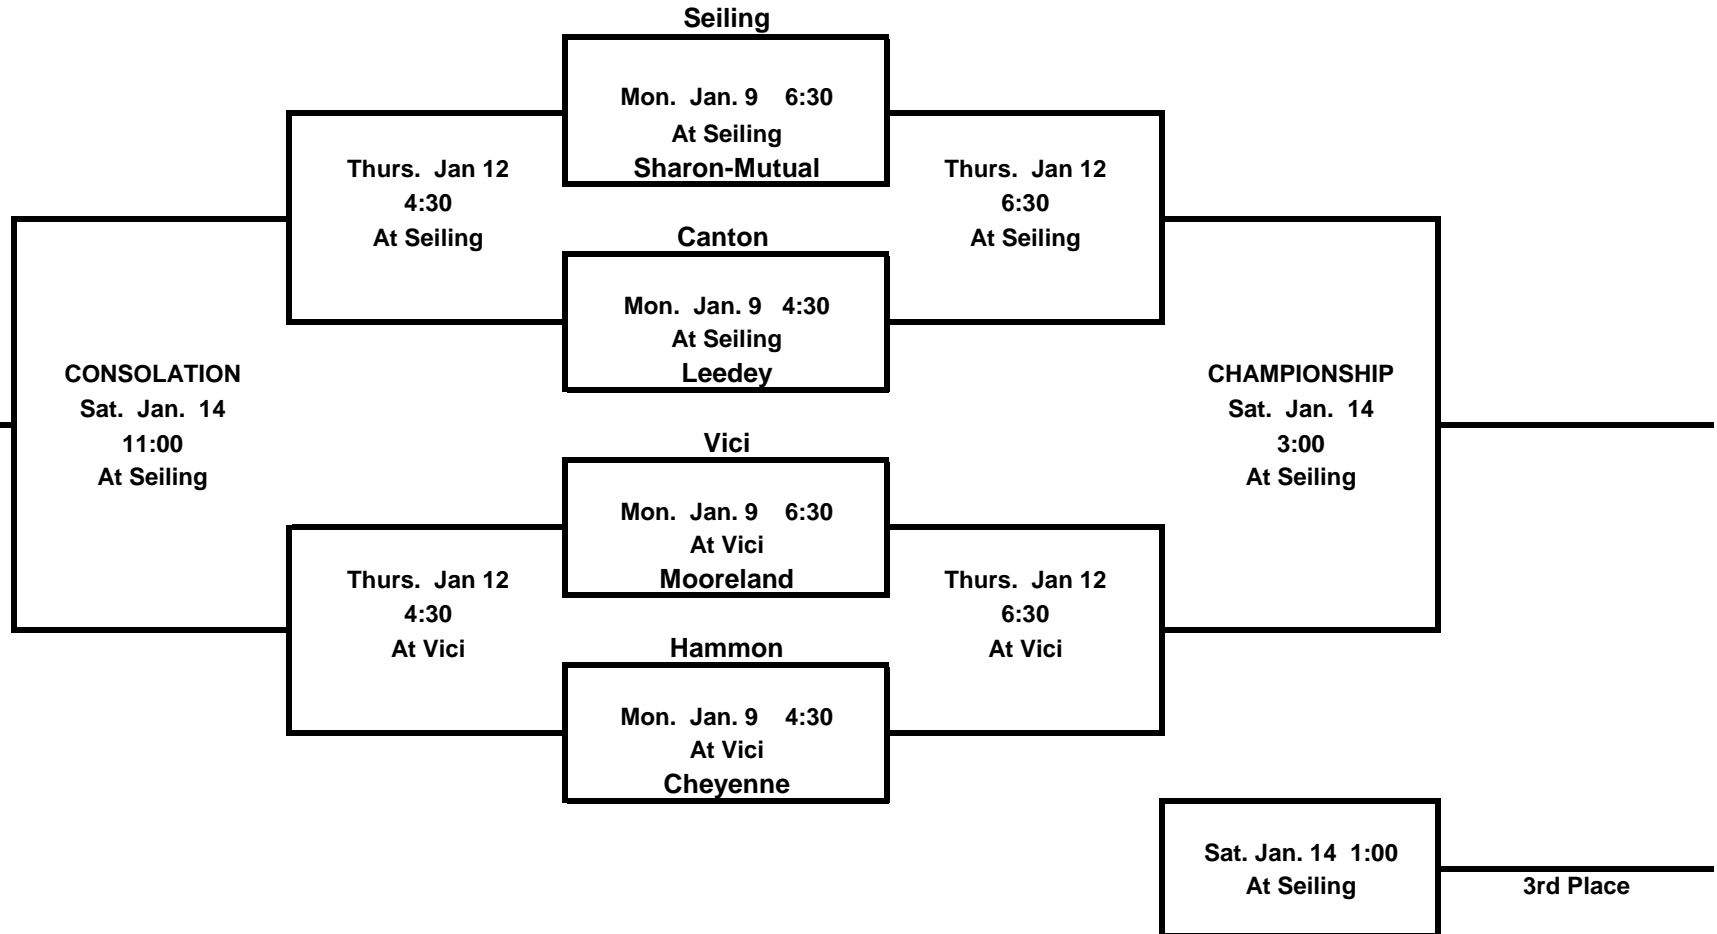 Seiling
Mon. Jan. 9 6:30
At Seiling
Sharon-Mutual
Thurs. Jan 12
4:30
At Seiling
Thurs. Jan 12
6:30
At Seiling
Canton
Mon. Jan. 9 4:30
At Seiling
Leedey
CONSOLATION
Sat. Jan. 14
11:00
At Seiling
CHAMPIONSHIP
Sat. Jan. 14
3:00
At Seiling
Vici
Mon. Jan. 9 6:30
At Vici
Mooreland
Thurs. Jan 12
4:30
At Vici
Thurs. Jan 12
6:30
At Vici
Hammon
Mon. Jan. 9 4:30
At Vici
Cheyenne
Sat. Jan. 14 1:00
At Seiling
3rd Place